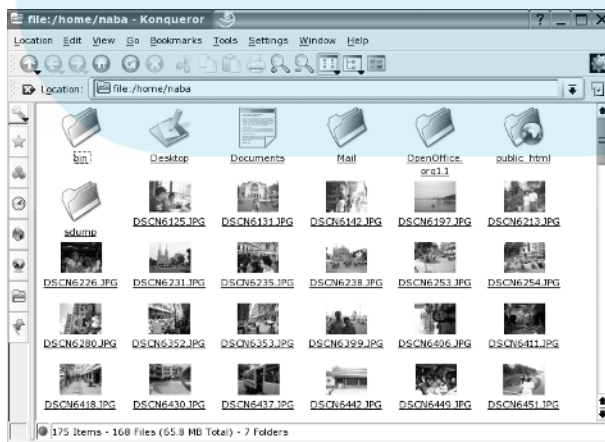 file:/home/naba - Konqueror
Location Edit View Go Bookmarks Tools Settings Window Help
Location: file:/home/naba
bin Desktop Documents Mail OpenOffice.org1.1 public_html
sdump DSCN6125.JPG DSCN6131.JPG DSCN6142.JPG DSCN6197.JPG DSCN6213.JPG
DSCN6226.JPG DSCN6231.JPG DSCN6235.JPG DSCN6238.JPG DSCN6253.JPG DSCN6254.JPG
DSCN6280.JPG DSCN6352.JPG DSCN6353.JPG DSCN6399.JPG DSCN6406.JPG DSCN6411.JPG
DSCN6418.JPG DSCN6430.JPG DSCN6437.JPG DSCN6442.JPG DSCN6449.JPG DSCN6451.JPG
175 Items - 168 Files (65.8 MB Total) - 7 Folders